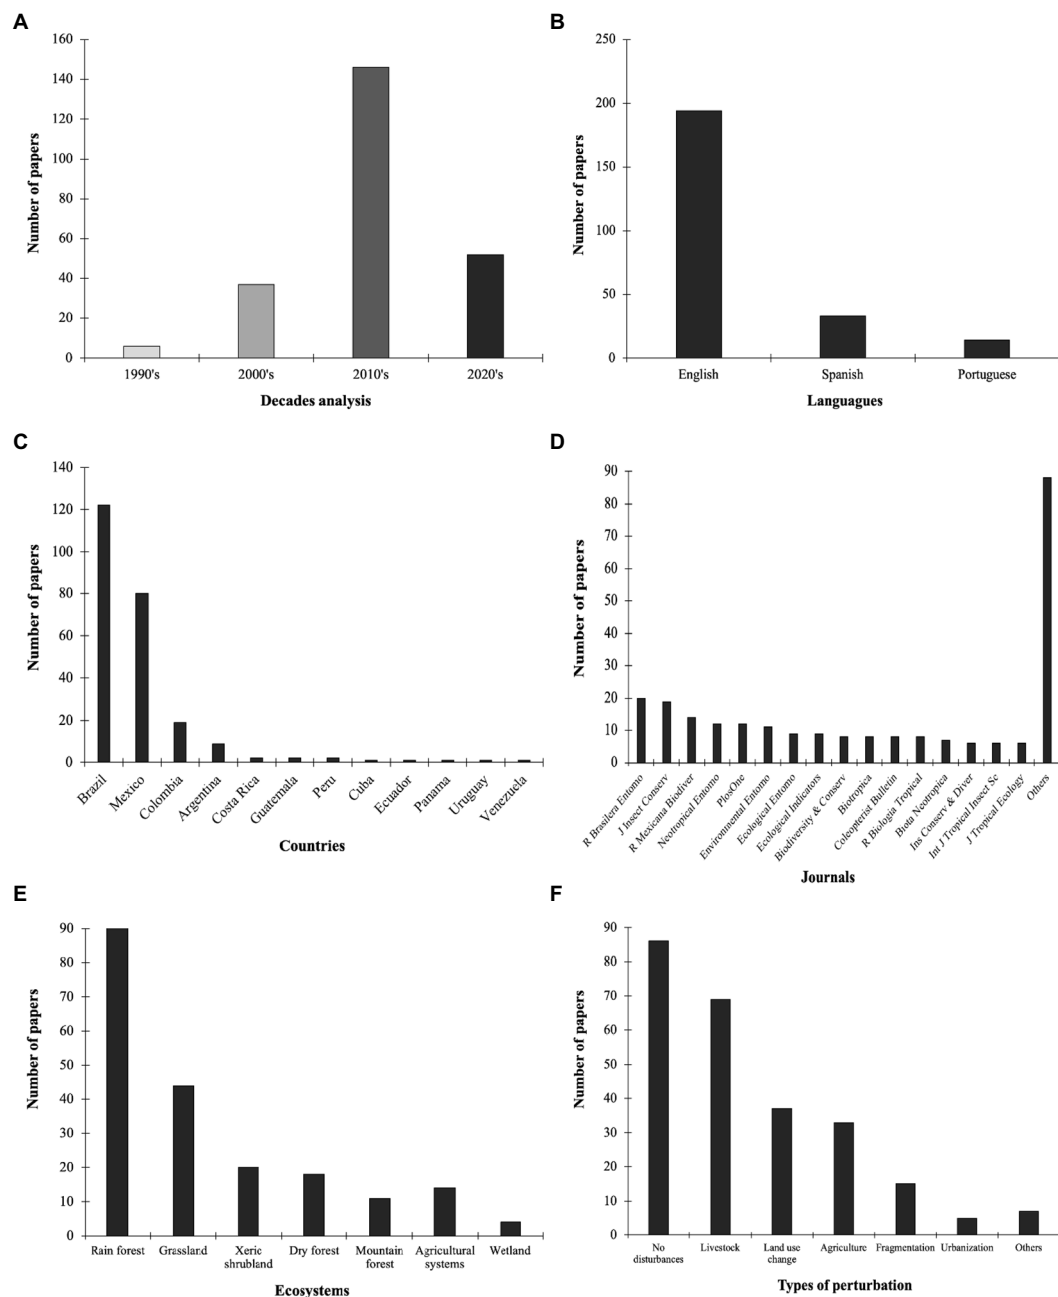 A
Number of papers
160
140
120
100
80
60
40
20
0
1990's 2000's 2010's 2020's
Decades analysis
B
Number of papers
250
200
150
100
50
0
English Spanish Portuguese
Languagues
C
Number of papers
140
120
100
80
60
40
20
0
Brazil
Mexico
Colombia
Argentina
Costa Rica
Guatemala
Peru
Cuba
Ecuador
Panama
Uruguay
Venezuela
Countries
D
Number of papers
90
80
70
60
50
40
30
20
10
0
R Brasilera Entomo
J Insect Conserv
R Mexicana Biodiver
Neotropical Entomo
PlosOne
Environmental Entomo
Ecological Entomo
Ecological Indicators
Biodiversity & Conserv
Biotropica
Coleopterist Bulletin
R Biologia Tropical
Biota Neotropica
Ins Conserv & Diver
Int J Tropical Insect Sc
J Tropical Ecology
Others
Journals
E
Number of papers
90
80
70
60
50
40
30
20
10
0
Rain forest Grassland Xeric Dry forest Mountain Agricultural Wetland
shrubland forest systems
Ecosystems
F
Number of papers
90
80
70
60
50
40
30
20
10
0
No Livestock Land use Agriculture Fragmentation Urbanization Others
disturbances change
Types of perturbation